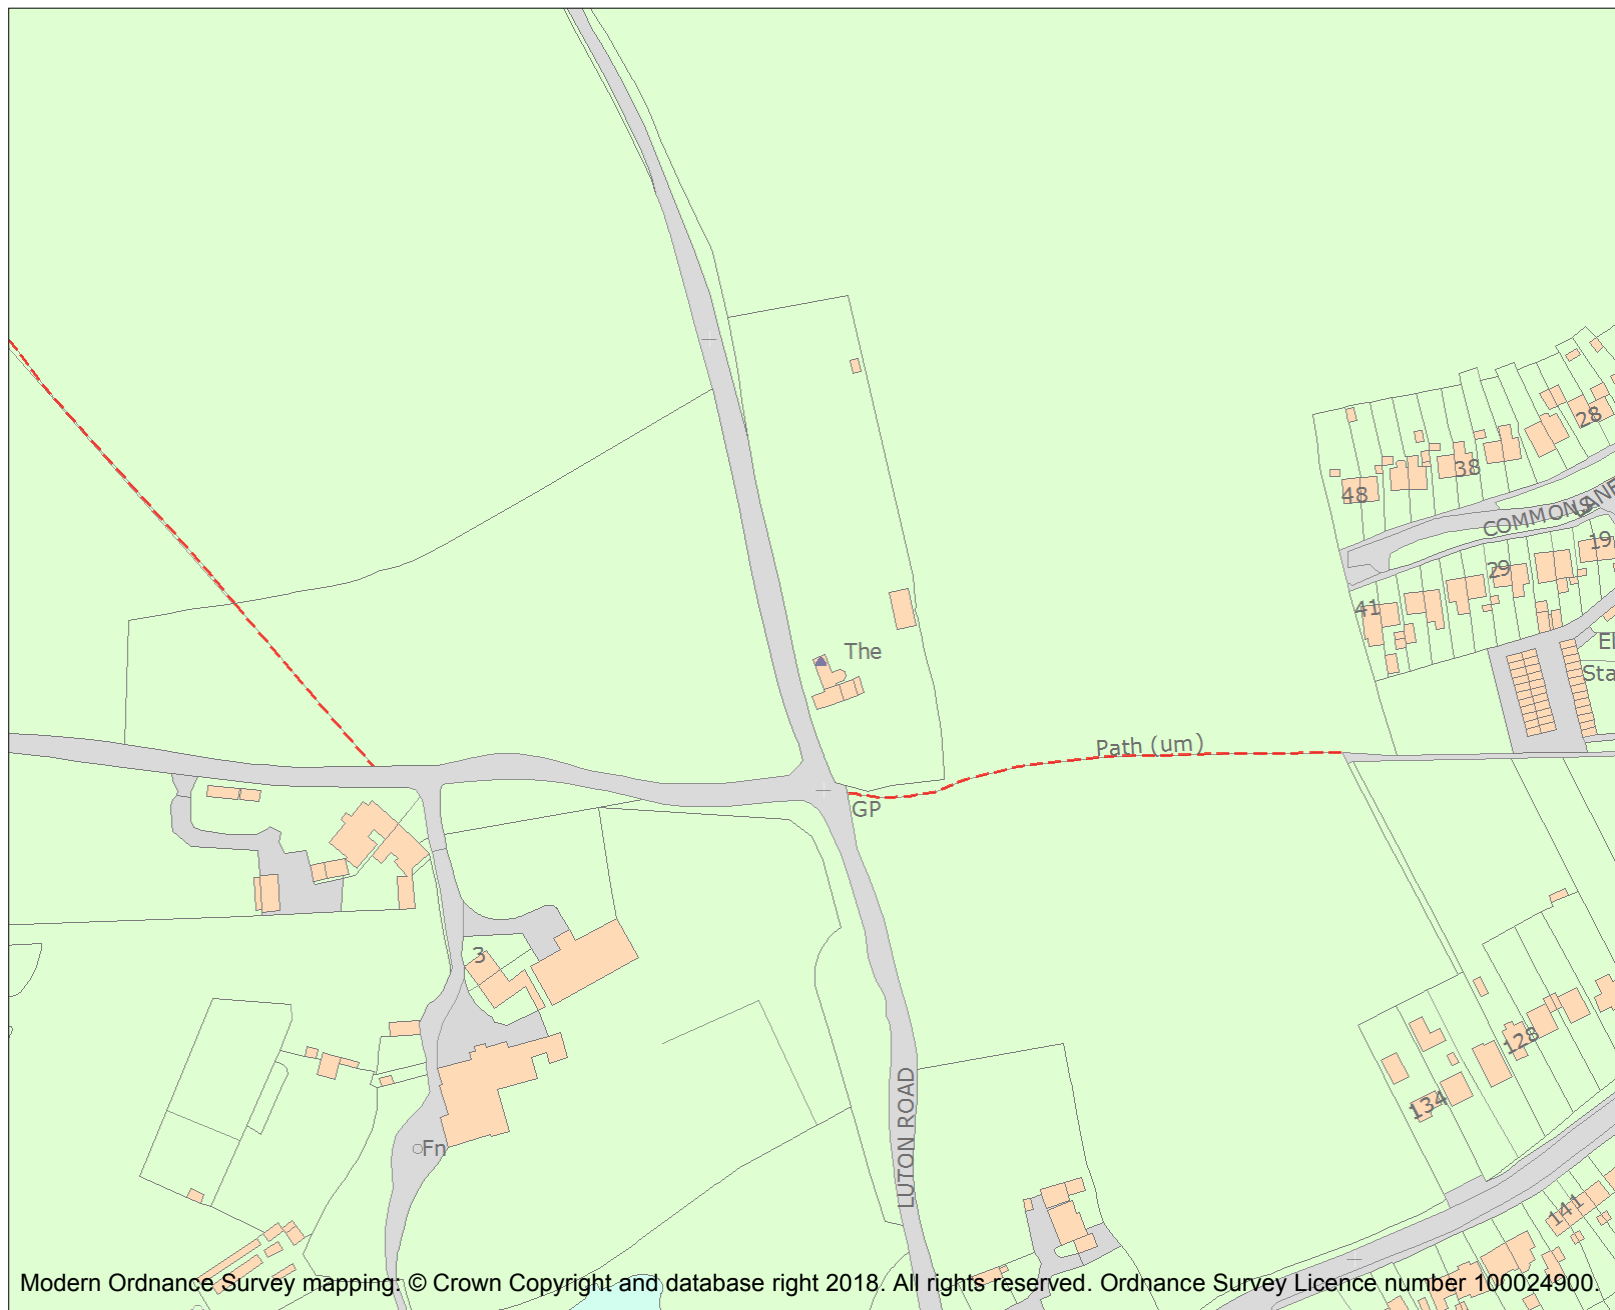 28
38
48
COMMONS LANE
19
29
41
The
El
Sta
Path (um)
GP
3
128
134
LUTON ROAD
Fn
141
Modern Ordnance Survey mapping: © Crown Copyright and database right 2018. All rights reserved. Ordnance Survey Licence number 100024900.